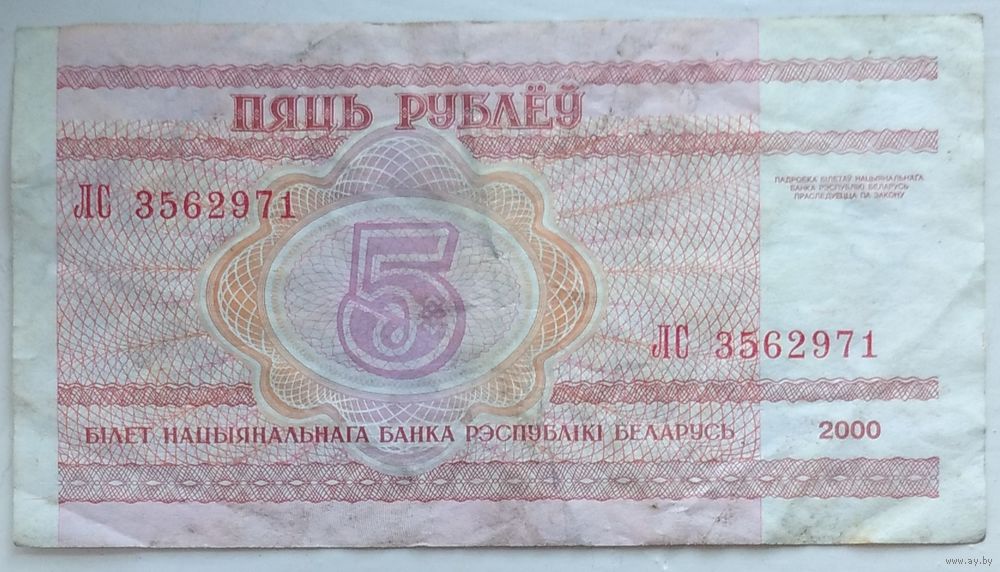 ПЯЦЬ РУБЛЁЎ
ПАДРОБКА БІЛЕТАЎ НАЦЫЯНАЛЬНАГА
БАНКА РЭСПУБЛІКІ БЕЛАРУСЬ
ПРАСЛЕДУЕЦЦА ПА ЗАКОНУ
ЛС 3562971
5
ЛС 3562971
БІЛЕТ НАЦЫЯНАЛЬНАГА БАНКА РЭСПУБЛІКІ БЕЛАРУСЬ 2000
www.ay.by